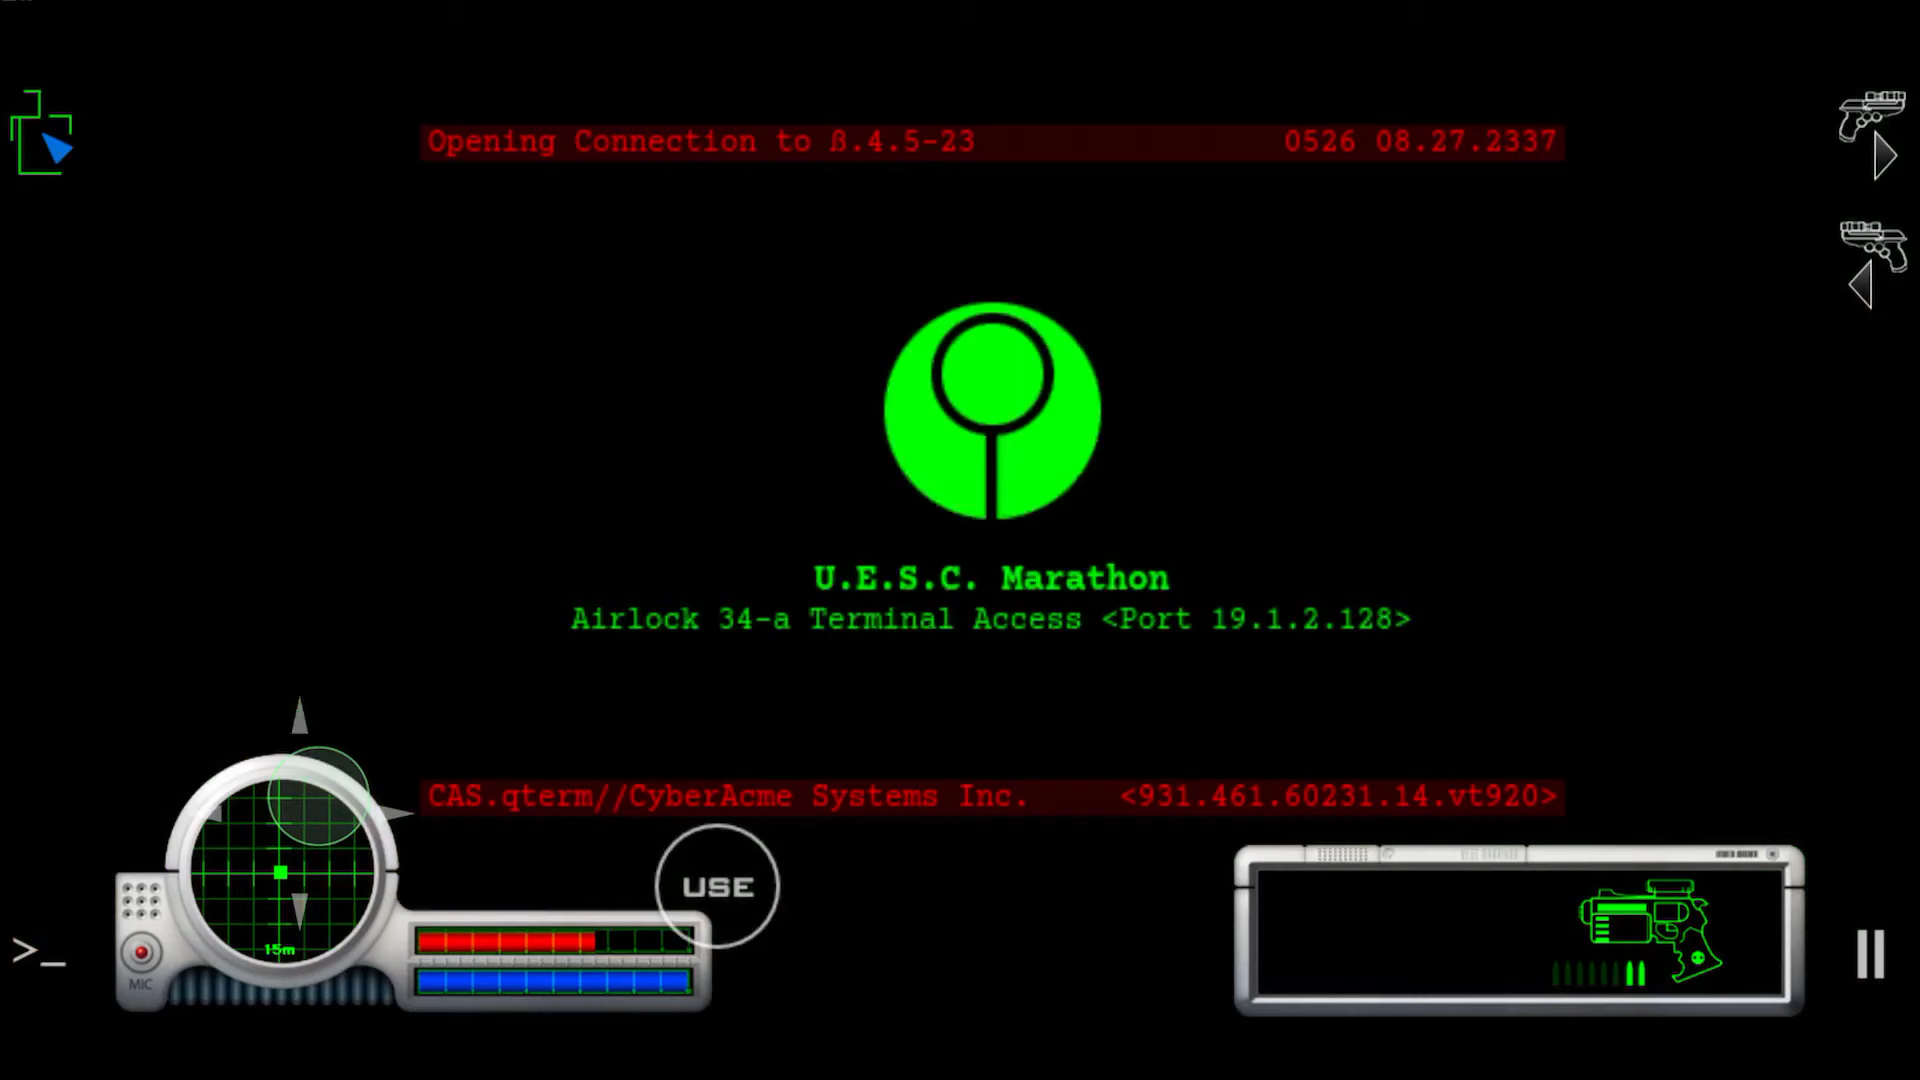 Opening Connection to ß.4.5-23 0526 08.27.2337
U.E.S.C. Marathon
Airlock 34-a Terminal Access <Port 19.1.2.128>
CAS.qterm//CyberAcme Systems Inc. <931.461.60231.14.vt920>
USE
15m
>_
MIC